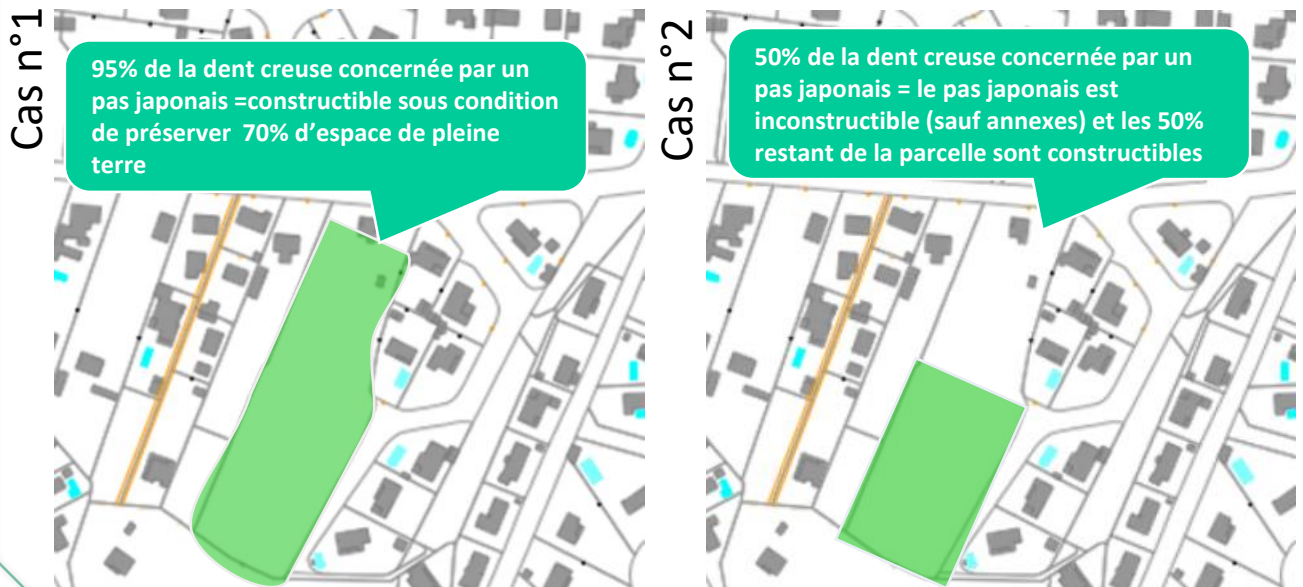 Cas n°1
95% de la dent creuse concernée par un
pas japonais =constructible sous condition
de préserver 70% d'espace de pleine
terre
Cas n°2
50% de la dent creuse concernée par un
pas japonais = le pas japonais est
inconstructible (sauf annexes) et les 50%
restant de la parcelle sont constructibles